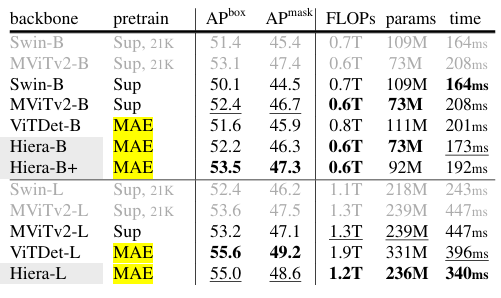 backbone pretrain APbox APmask FLOPs params time
Swin-B Sup, 21K 51.4 45.4 0.7T 109M 164ms
MViTv2-B Sup, 21K 53.1 47.4 0.6T 73M 208ms
Swin-B Sup 50.1 44.5 0.7T 109M 164ms
MViTv2-B Sup 52.4 46.7 0.6T 73M 208ms
ViTDet-B MAE 51.6 45.9 0.8T 111M 201ms
Hiera-B MAE 52.2 46.3 0.6T 73M 173ms
Hiera-B+ MAE 53.5 47.3 0.6T 92M 192ms
Swin-L Sup, 21K 52.4 46.2 1.1T 218M 243ms
MViTv2-L Sup, 21K 53.6 47.5 1.3T 239M 447ms
MViTv2-L Sup 53.2 47.1 1.3T 239M 447ms
ViTDet-L MAE 55.6 49.2 1.9T 331M 396ms
Hiera-L MAE 55.0 48.6 1.2T 236M 340ms